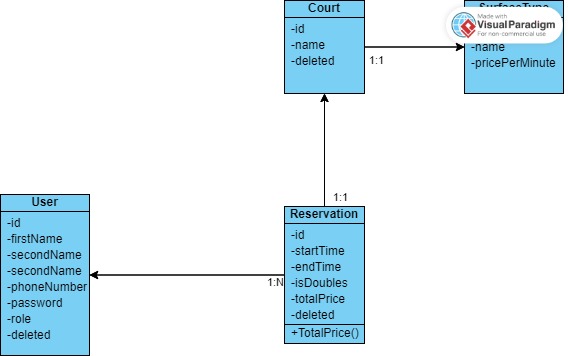 Court
-id
-name
-deleted
1:1
SurfaceType
Made with
Visual Paradigm
For non-commercial use
-name
-pricePerMinute
1:1
Reservation
-id
-startTime
-endTime
-isDoubles
-totalPrice
-deleted
+TotalPrice()
1:N
User
-id
-firstName
-secondName
-secondName
-phoneNumber
-password
-role
-deleted